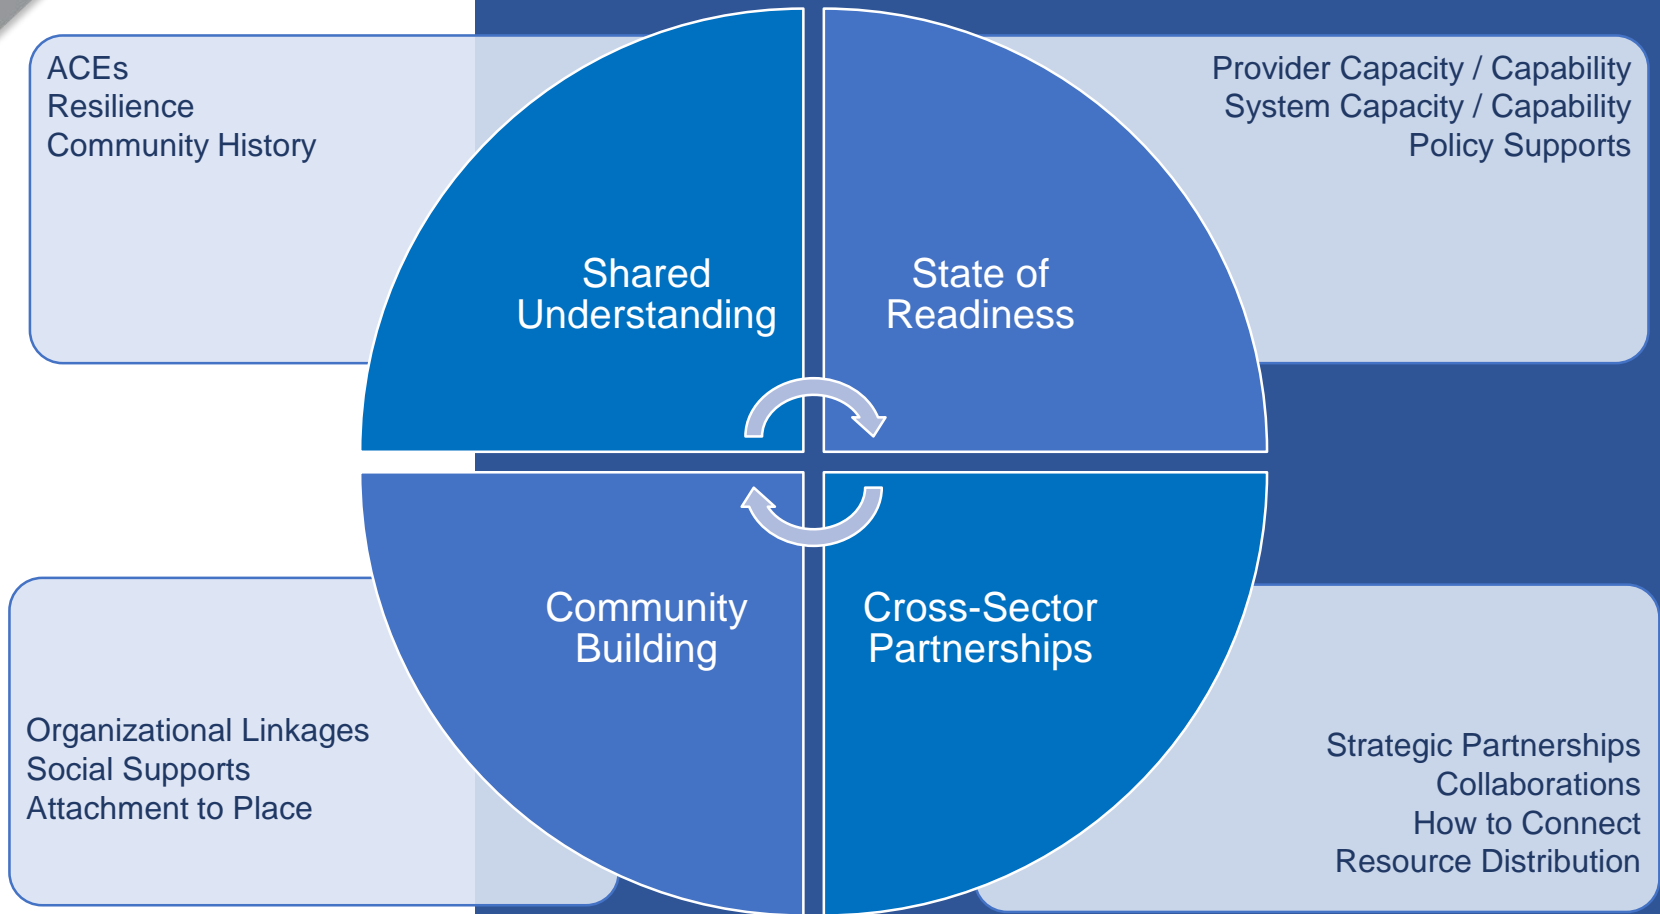 ACEs
Resilience
Community History
Provider Capacity / Capability
System Capacity / Capability
Policy Supports
Shared
Understanding
State of
Readiness
Community
Building
Cross-Sector
Partnerships
Organizational Linkages
Social Supports
Attachment to Place
Strategic Partnerships
Collaborations
How to Connect
Resource Distribution